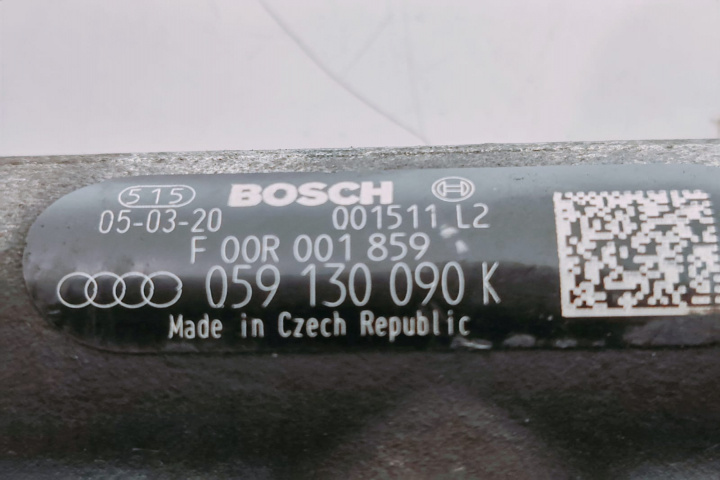 515 BOSCH
05-03-20 001511 L2
F 00R 001 859
059 130 090 K
Made in Czech Republic